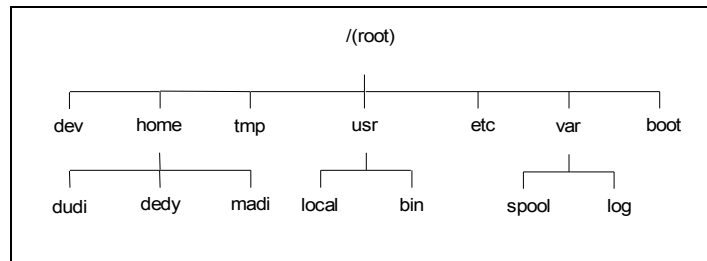 /(root)
dev home tmp usr etc var boot
dudi dedy madi local bin spool log